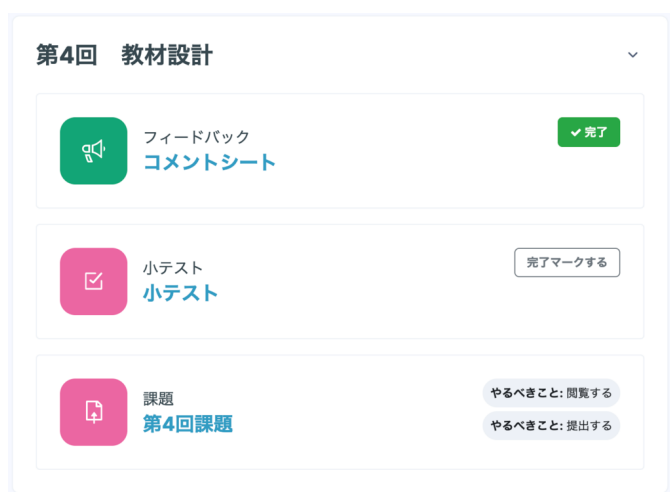 第4回　教材設計
フィードバック
コメントシート
完了
小テスト
小テスト
完了マークする
課題
第4回課題
やるべきこと: 閲覧する
やるべきこと: 提出する